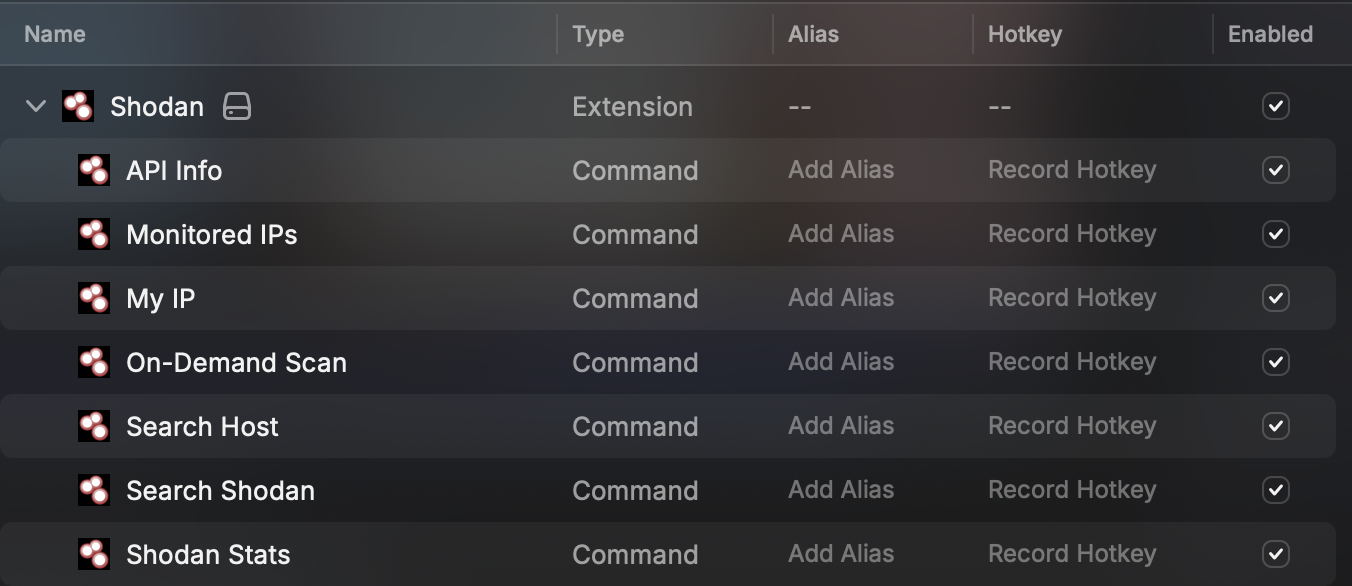 Name Type Alias Hotkey Enabled
Shodan Extension -- --
API Info Command Add Alias Record Hotkey
Monitored IPs Command Add Alias Record Hotkey
My IP Command Add Alias Record Hotkey
On-Demand Scan Command Add Alias Record Hotkey
Search Host Command Add Alias Record Hotkey
Search Shodan Command Add Alias Record Hotkey
Shodan Stats Command Add Alias Record Hotkey